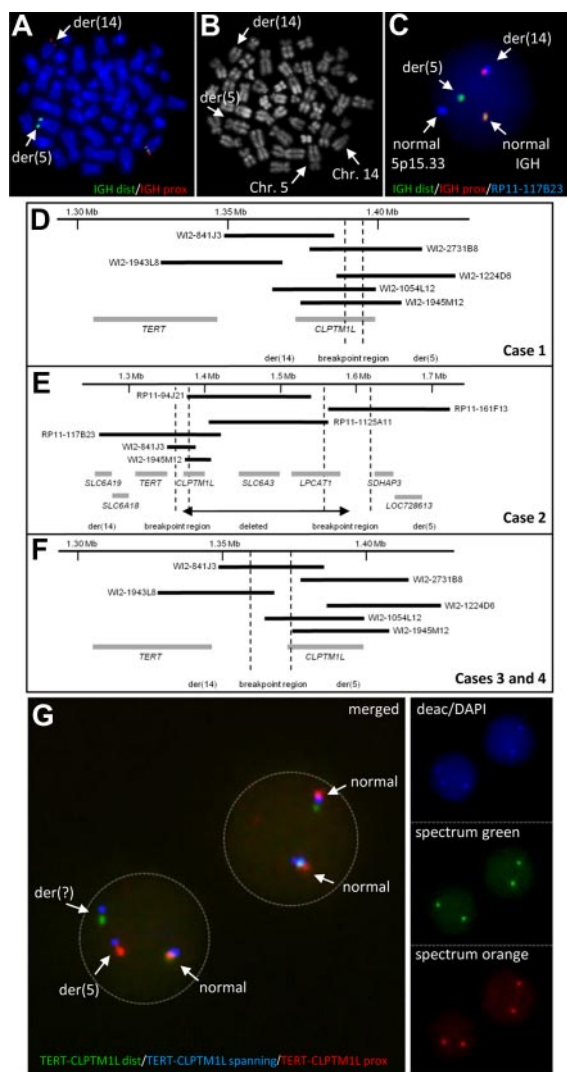 A
der(14)
der(5)
IGH dist/IGH prox
B
der(14)
der(5)
Chr. 5
Chr. 14
C
der(14)
der(5)
normal
5p15.33
normal
IGH
IGH dist/IGH prox/RP11-117B23
D
1.30 Mb
1.35 Mb
1.40 Mb
WI2-841J3
WI2-2731B8
WI2-1943L8
WI2-1224D6
WI2-1054L12
WI2-1945M12
TERT
CLPTM1L
der(14)
breakpoint region
der(5)
Case 1
E
1.3 Mb
1.4 Mb
1.5 Mb
1.6 Mb
1.7 Mb
RP11-94J21
RP11-161F13
RP11-1125A11
RP11-117B23
WI2-841J3
WI2-1945M12
SLC6A19
TERT
CLPTM1L
SLC6A3
LPCAT1
SDHAP3
SLC6A18
LOC728613
der(14)
breakpoint region
deleted
breakpoint region
der(5)
Case 2
F
1.30 Mb
1.35 Mb
1.40 Mb
WI2-841J3
WI2-2731B8
WI2-1943L8
WI2-1224D6
WI2-1054L12
WI2-1945M12
TERT
CLPTM1L
der(14)
breakpoint region
der(5)
Cases 3 and 4
G
merged
normal
normal
der(?)
der(5)
normal
TERT-CLPTM1L dist/TERT-CLPTM1L spanning/TERT-CLPTM1L prox
deac/DAPI
spectrum green
spectrum orange